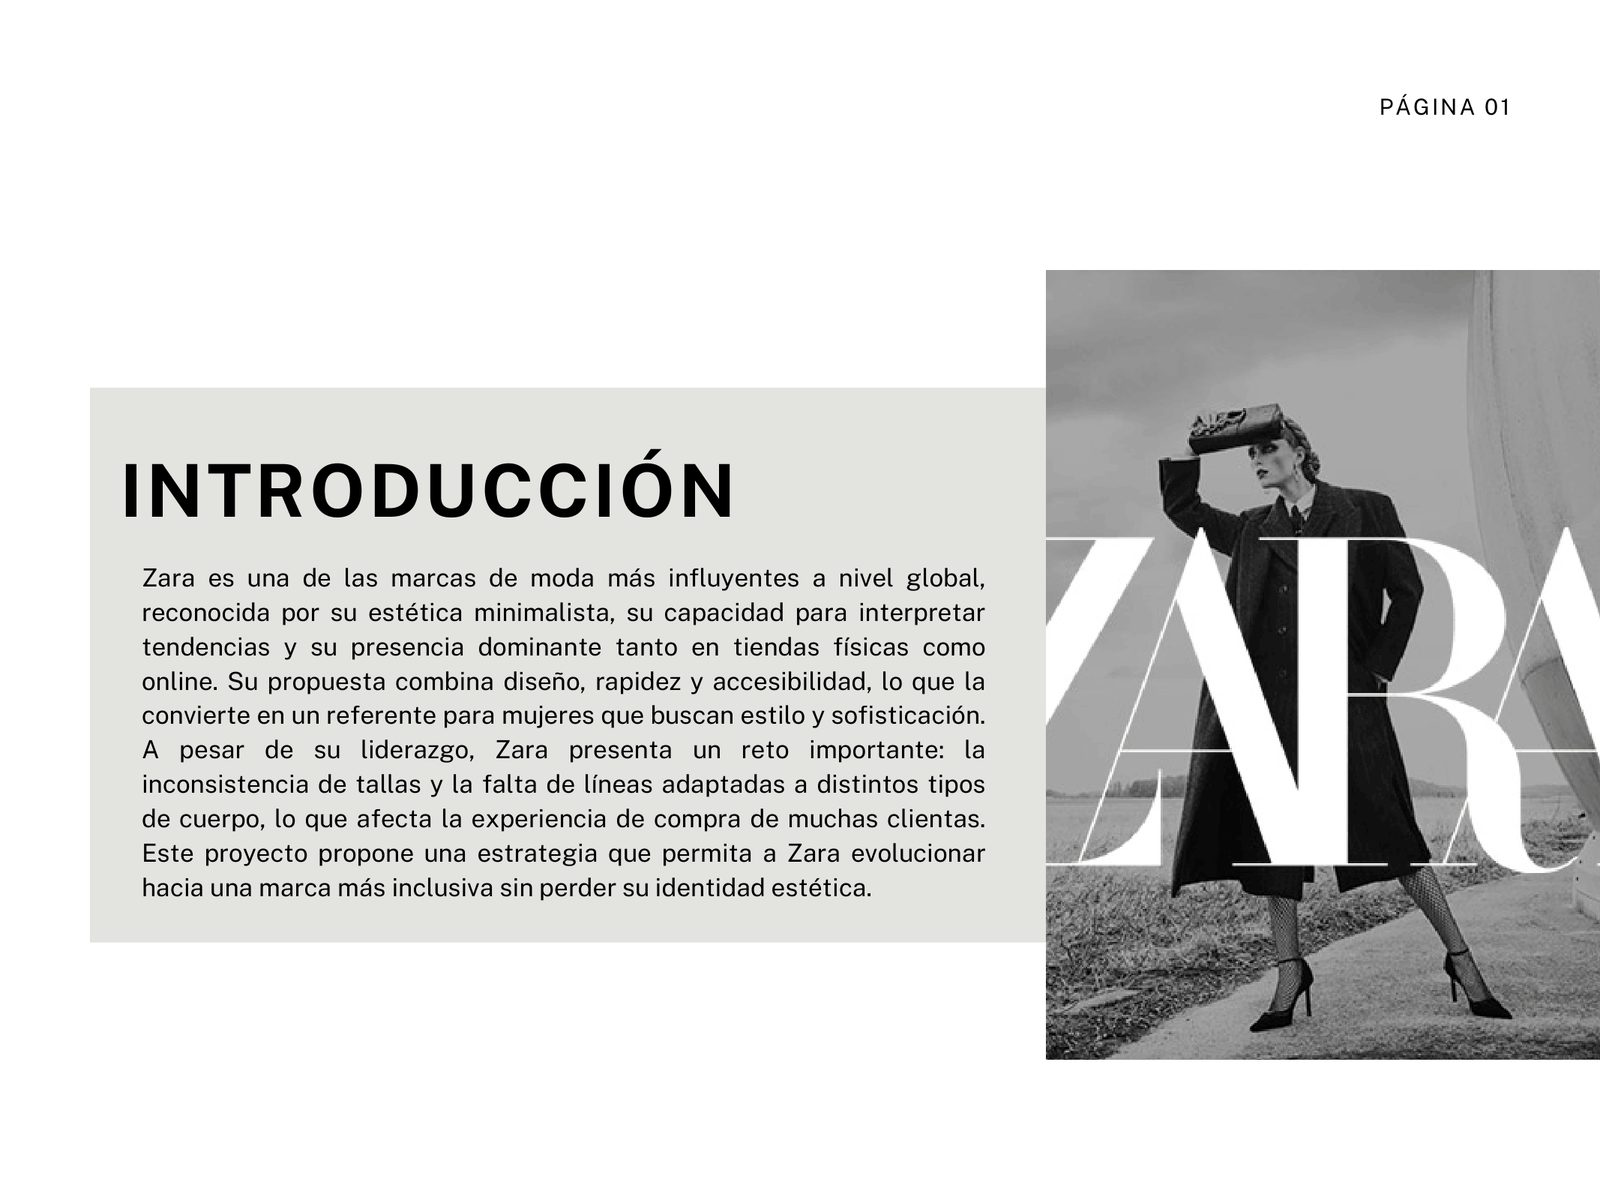 PÁGINA 01
INTRODUCCIÓN
Zara es una de las marcas de moda más influyentes a nivel global,
reconocida por su estética minimalista, su capacidad para interpretar
tendencias y su presencia dominante tanto en tiendas físicas como
online. Su propuesta combina diseño, rapidez y accesibilidad, lo que la
convierte en un referente para mujeres que buscan estilo y sofisticación.
A pesar de su liderazgo, Zara presenta un reto importante: la
inconsistencia de tallas y la falta de líneas adaptadas a distintos tipos
de cuerpo, lo que afecta la experiencia de compra de muchas clientas.
Este proyecto propone una estrategia que permita a Zara evolucionar
hacia una marca más inclusiva sin perder su identidad estética.
ZARA